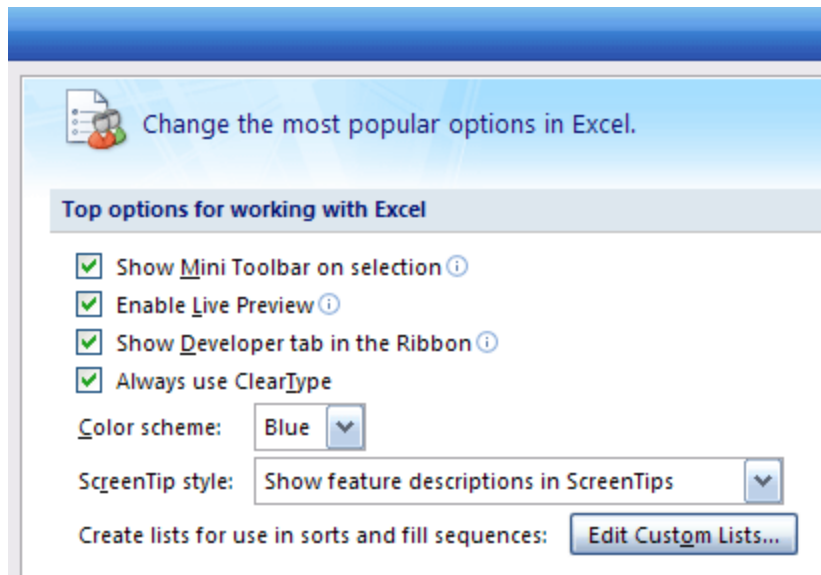 Change the most popular options in Excel.
Top options for working with Excel
Show Mini Toolbar on selection
Enable Live Preview
Show Developer tab in the Ribbon
Always use ClearType
Color scheme: Blue
ScreenTip style: Show feature descriptions in ScreenTips
Create lists for use in sorts and fill sequences: Edit Custom Lists...